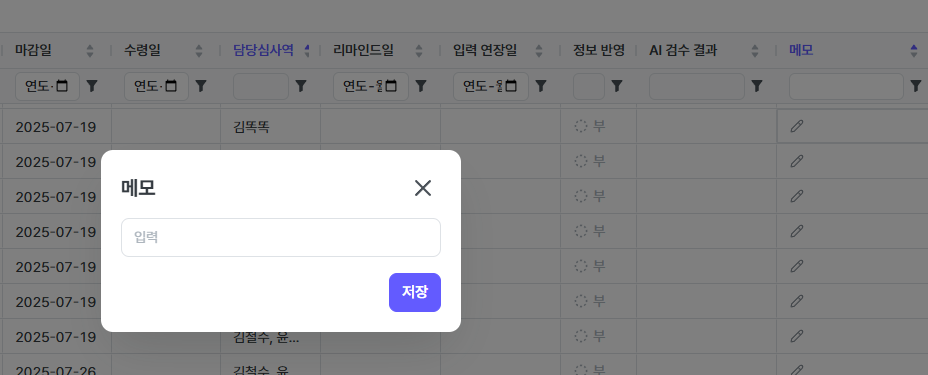 마감일 수령일 담당심사역 리마인드일 입력 연장일 정보 반영 AI 검수 결과 메모
연도- 연도- 연도-월 연도-월
2025-07-19 김똑똑 부
2025-07-19 부
2025-07-19 부
2025-07-19 부
2025-07-19 부
2025-07-19 부
2025-07-19 김철수, 윤... 부
2025-07-26 김철수, 윤 부
메모
입력
저장